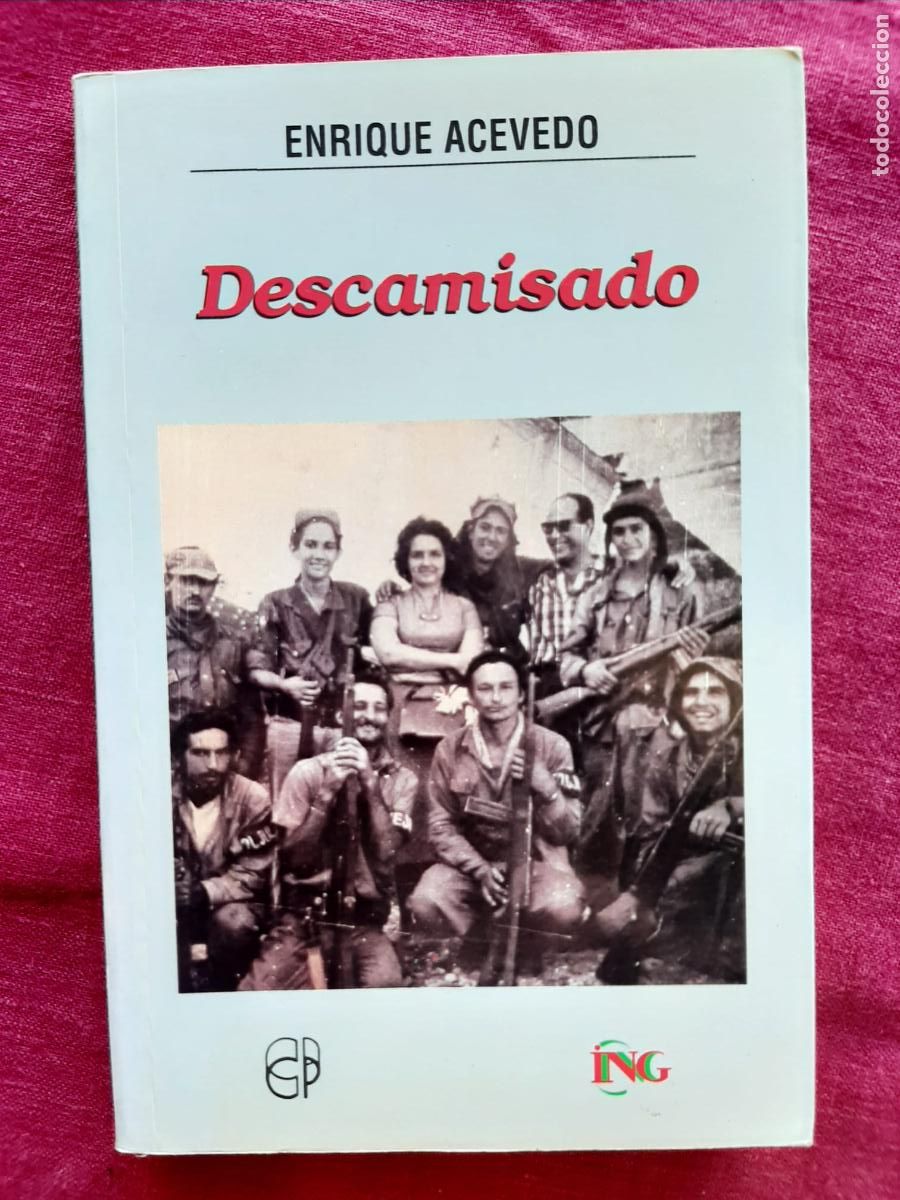 ENRIQUE ACEVEDO
Descamisado
ING
todocoleccion